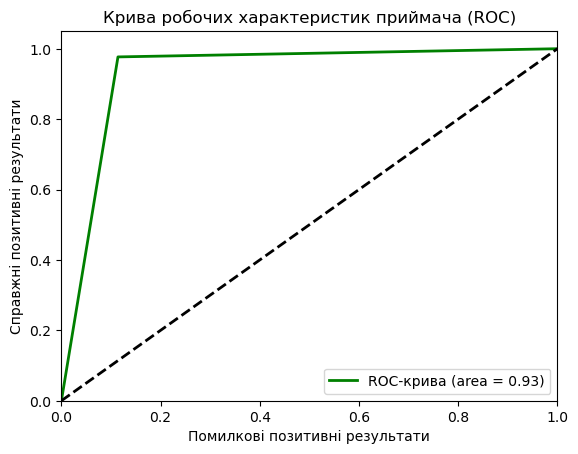 Крива робочих характеристик приймача (ROC)
1.0
0.8
0.6
0.4
0.2
0.0
Справжні позитивні результати
ROC-крива (area = 0.93)
0.0 0.2 0.4 0.6 0.8 1.0
Помилкові позитивні результати